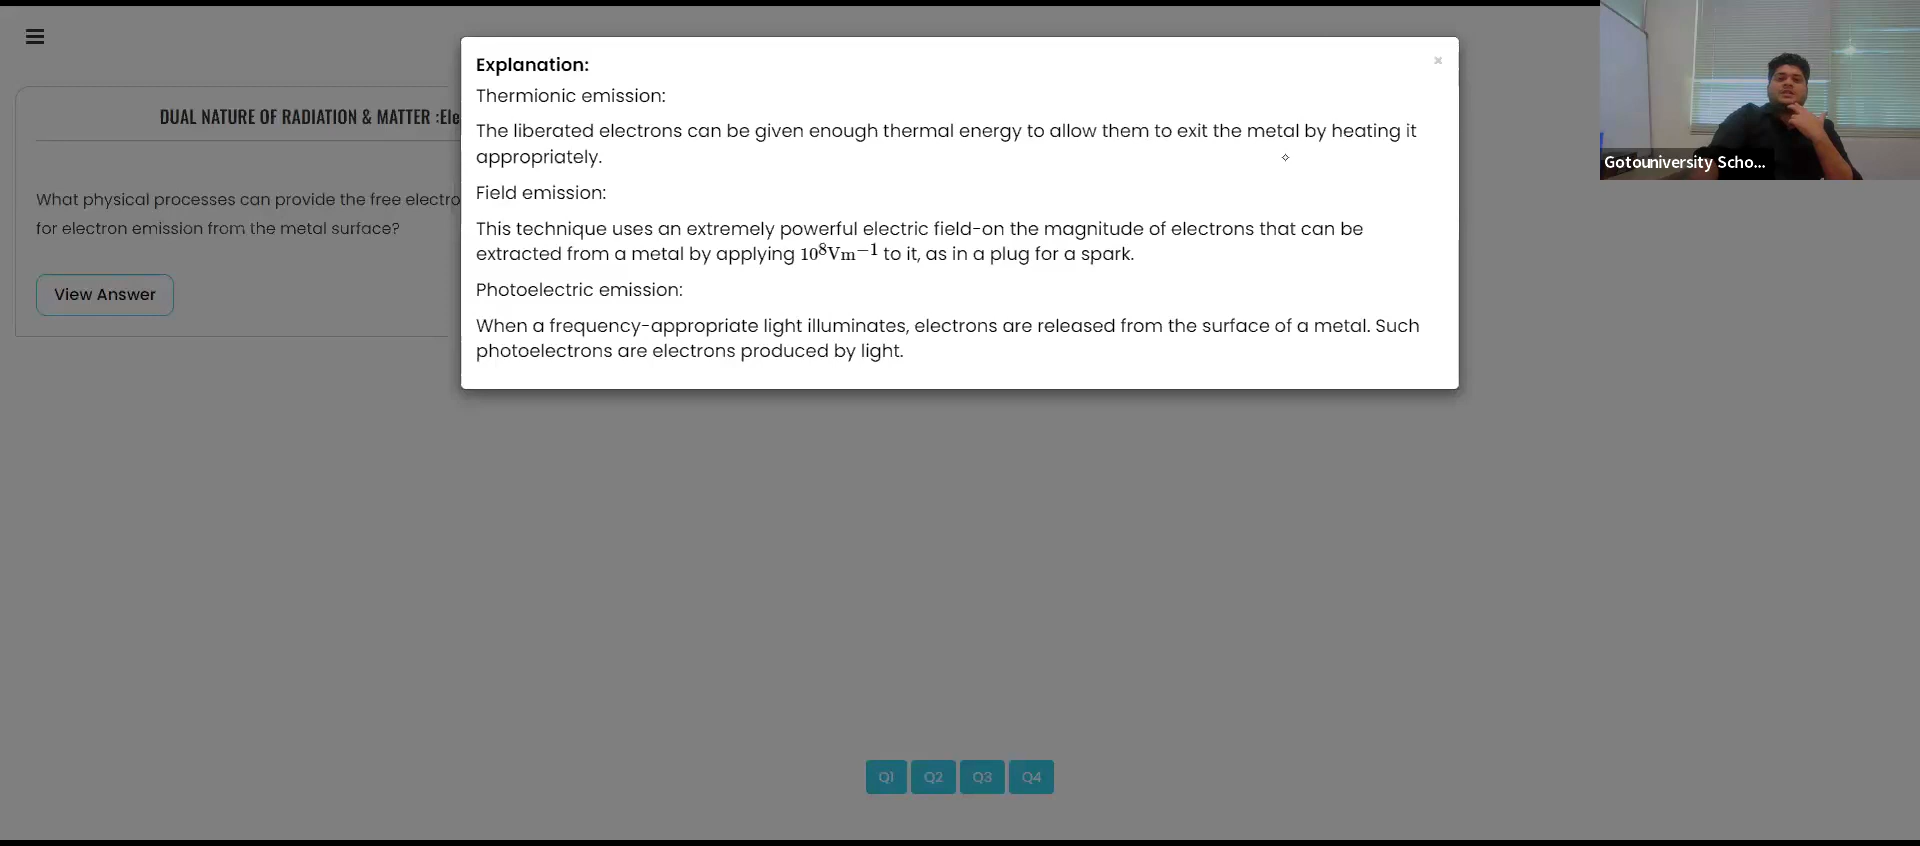 DUAL NATURE OF RADIATION & MATTER :Ele
What physical processes can provide the free electro
for electron emission from the metal surface?
View Answer
Explanation:
×
Thermionic emission:
The liberated electrons can be given enough thermal energy to allow them to exit the metal by heating it
appropriately.
Field emission:
This technique uses an extremely powerful electric field-on the magnitude of electrons that can be
extracted from a metal by applying 10⁸Vm⁻¹ to it, as in a plug for a spark.
Photoelectric emission:
When a frequency-appropriate light illuminates, electrons are released from the surface of a metal. Such
photoelectrons are electrons produced by light.
Gotouniversity Scho...
Q1 Q2 Q3 Q4